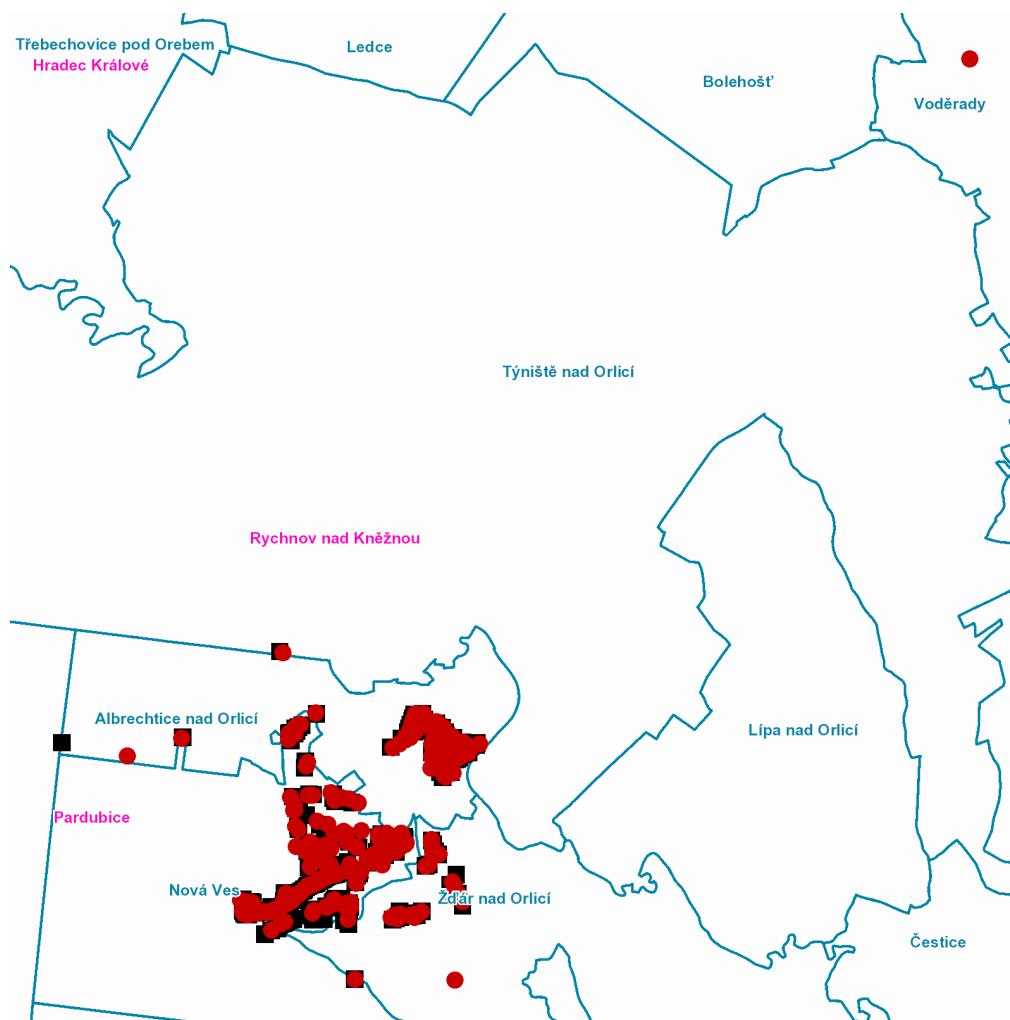 Třebechovice pod Orebem
Ledce
Hradec Králové
Bolehošť
Voděrady
Týniště nad Orlicí
Rychnov nad Kněžnou
Albrechtice nad Orlicí
Lípa nad Orlicí
Pardubice
Nová Ves
Žďár nad Orlicí
Čestice